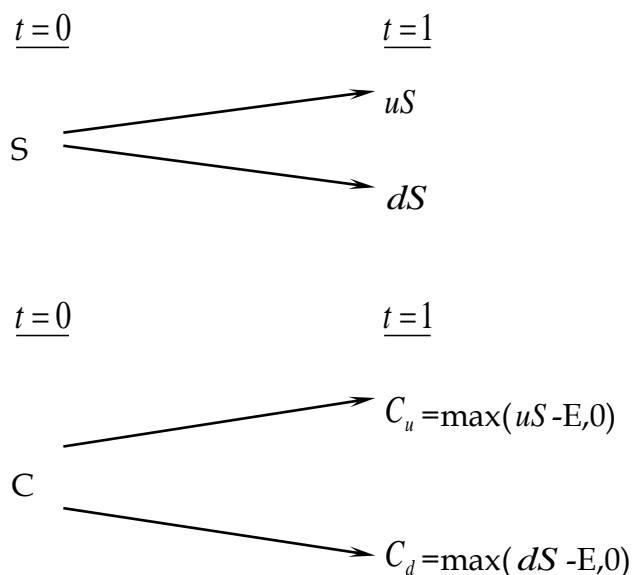 t = 0 t = 1
uS
S
dS
t = 0 t = 1
C_u =max(uS -E,0)
C
C_d =max(dS -E,0)